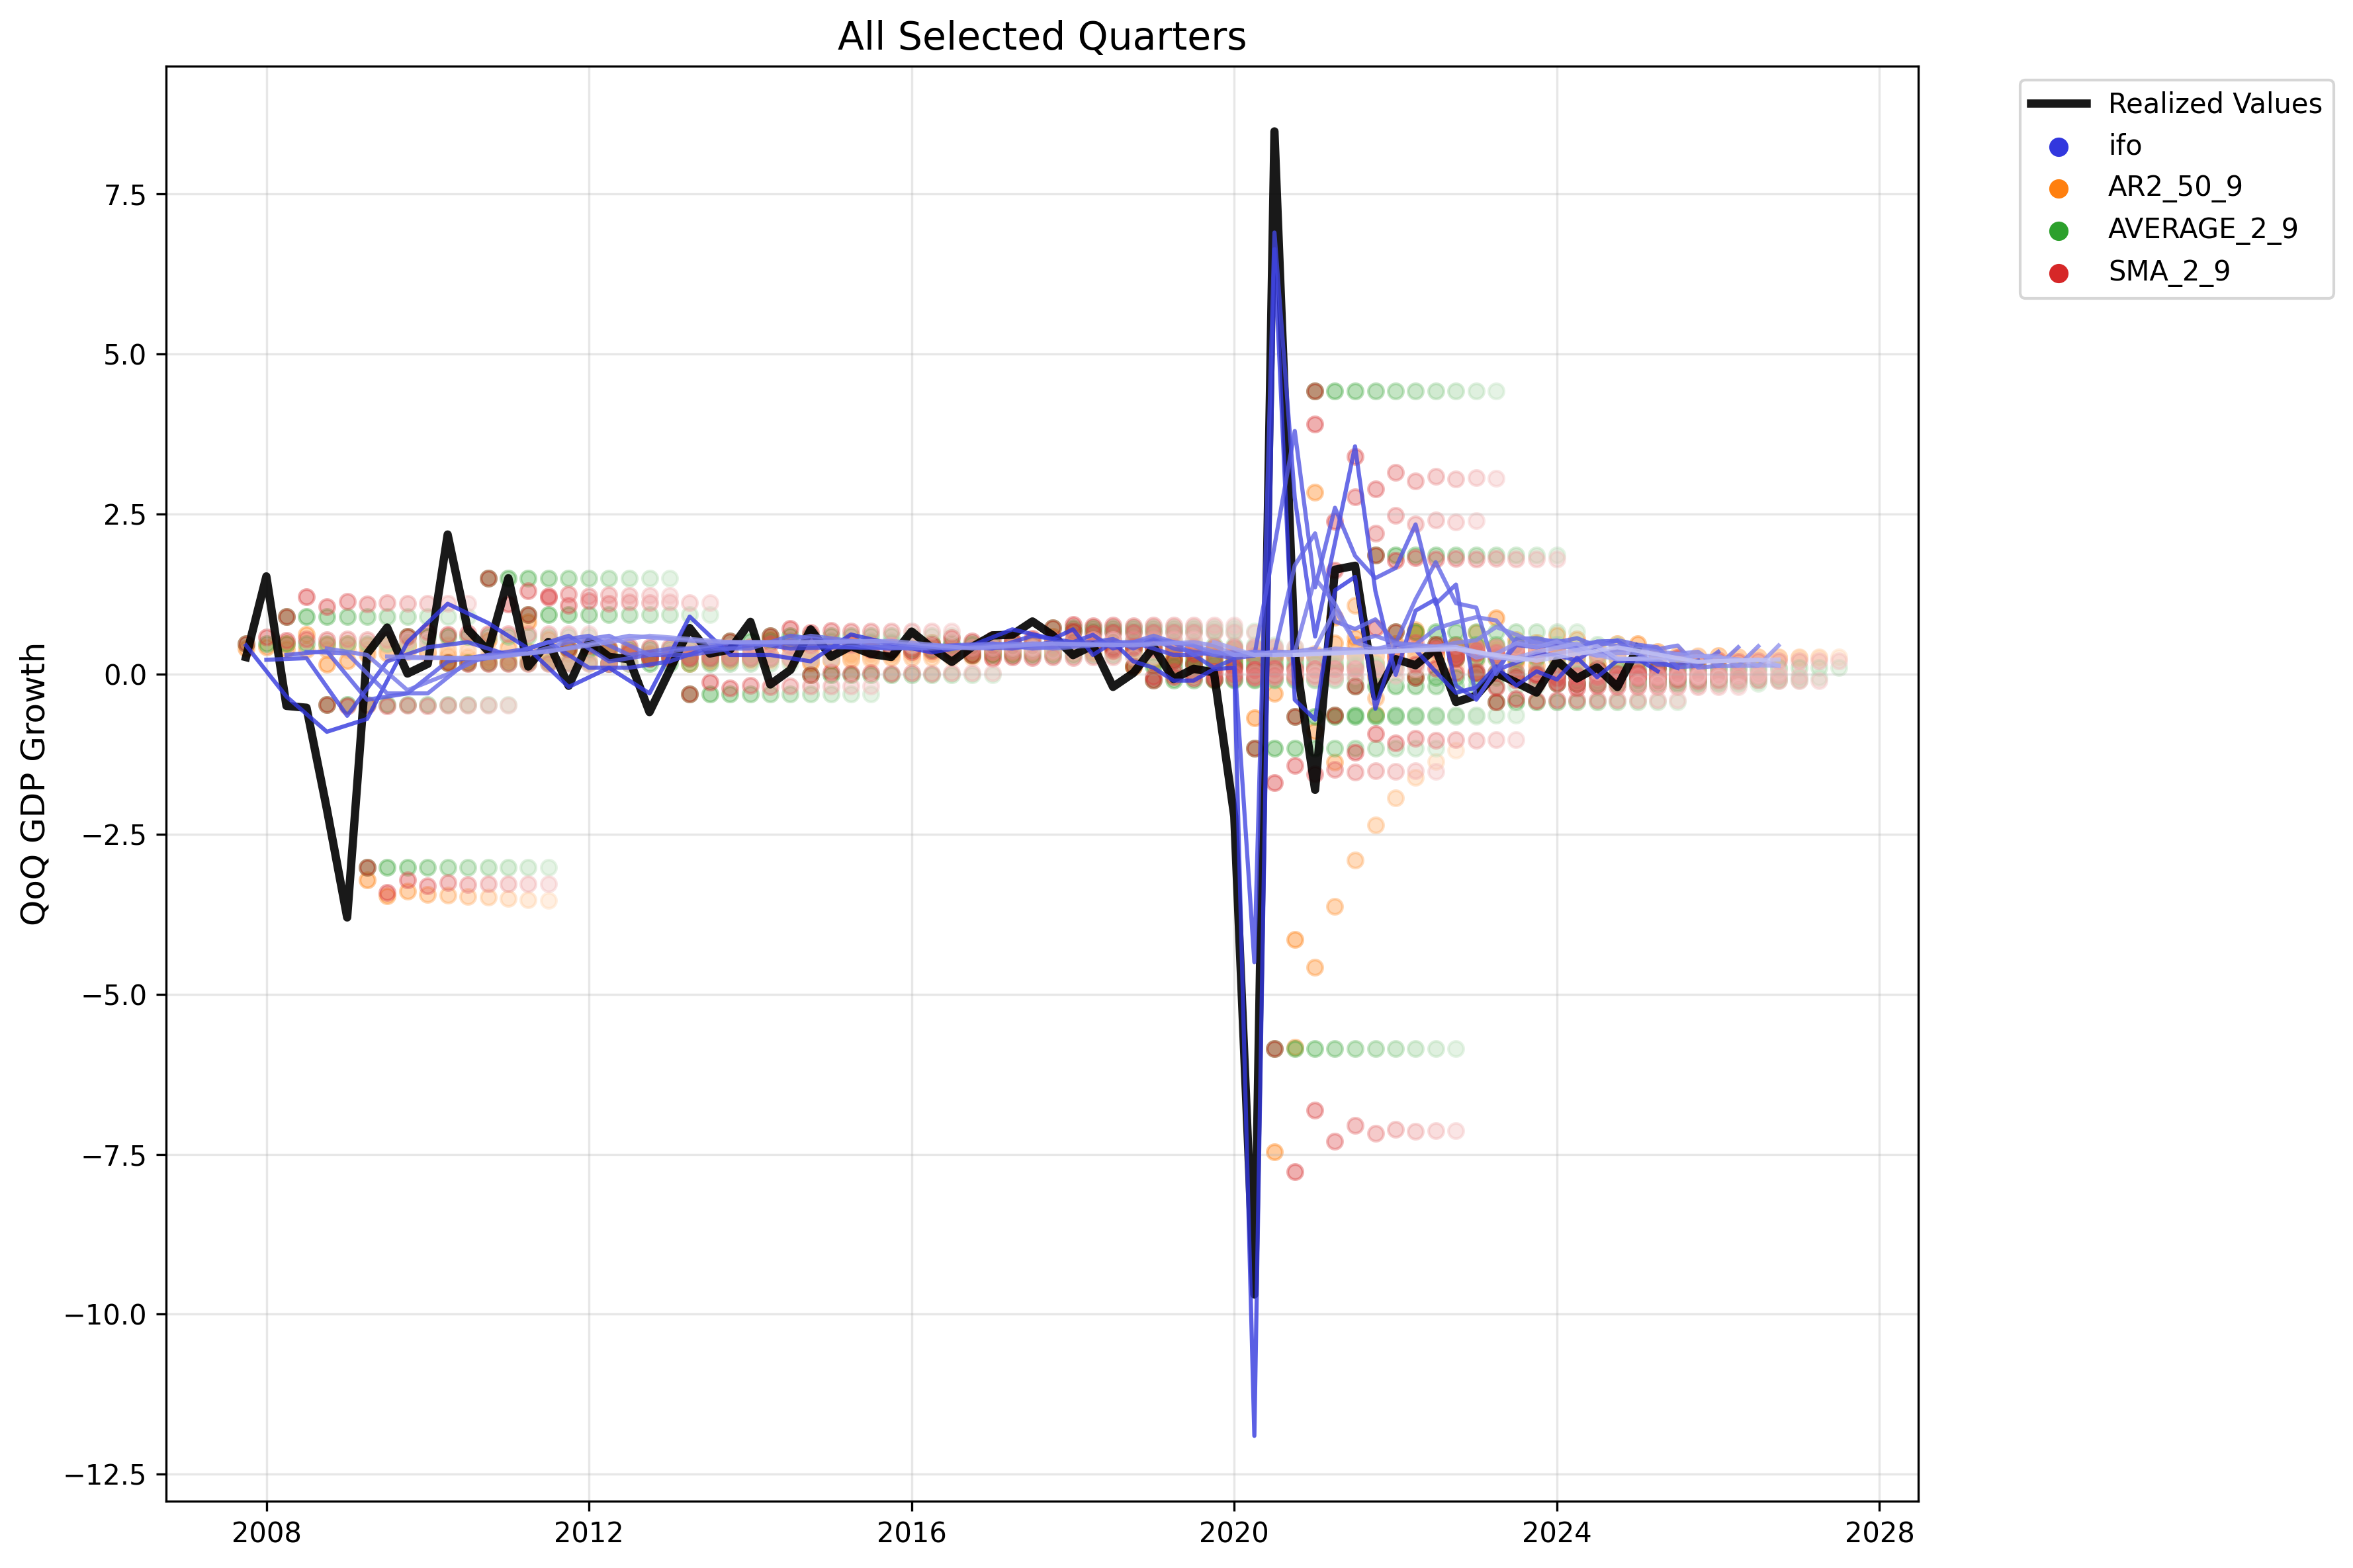 All Selected Quarters
QoQ GDP Growth
7.5
5.0
2.5
0.0
−2.5
−5.0
−7.5
−10.0
−12.5
2008
2012
2016
2020
2024
2028
Realized Values
ifo
AR2_50_9
AVERAGE_2_9
SMA_2_9